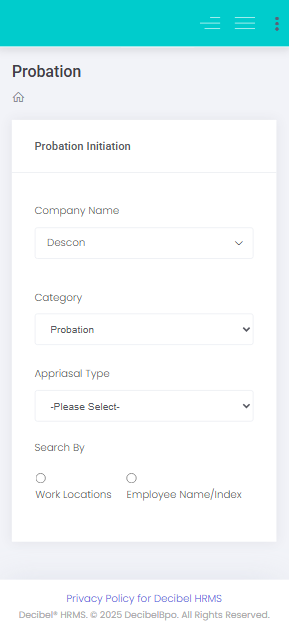 Probation
Probation Initiation
Company Name
Descon
Category
Probation
Appriasal Type
-Please Select-
Search By
Work Locations
Employee Name/Index
Privacy Policy for Decibel HRMS
Decibel® HRMS. © 2025 DecibelBpo. All Rights Reserved.